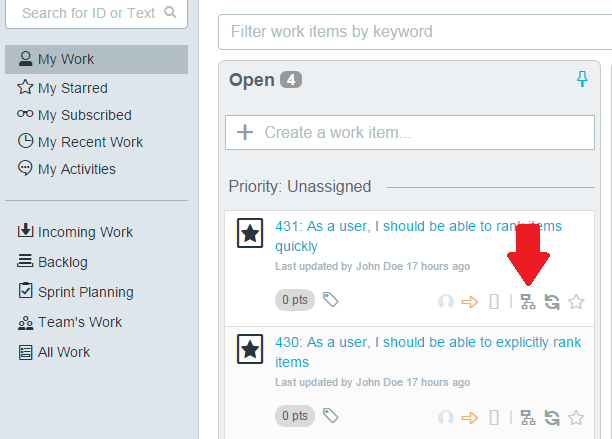 Search for ID or Text
My Work
My Starred
My Subscribed
My Recent Work
My Activities
Incoming Work
Backlog
Sprint Planning
Team's Work
All Work
Filter work items by keyword
Open 4
Create a work item...
Priority: Unassigned
431: As a user, I should be able to rank items
quickly
Last updated by John Doe 17 hours ago
0 pts
430: As a user, I should be able to explicitly rank
items
Last updated by John Doe 17 hours ago
0 pts